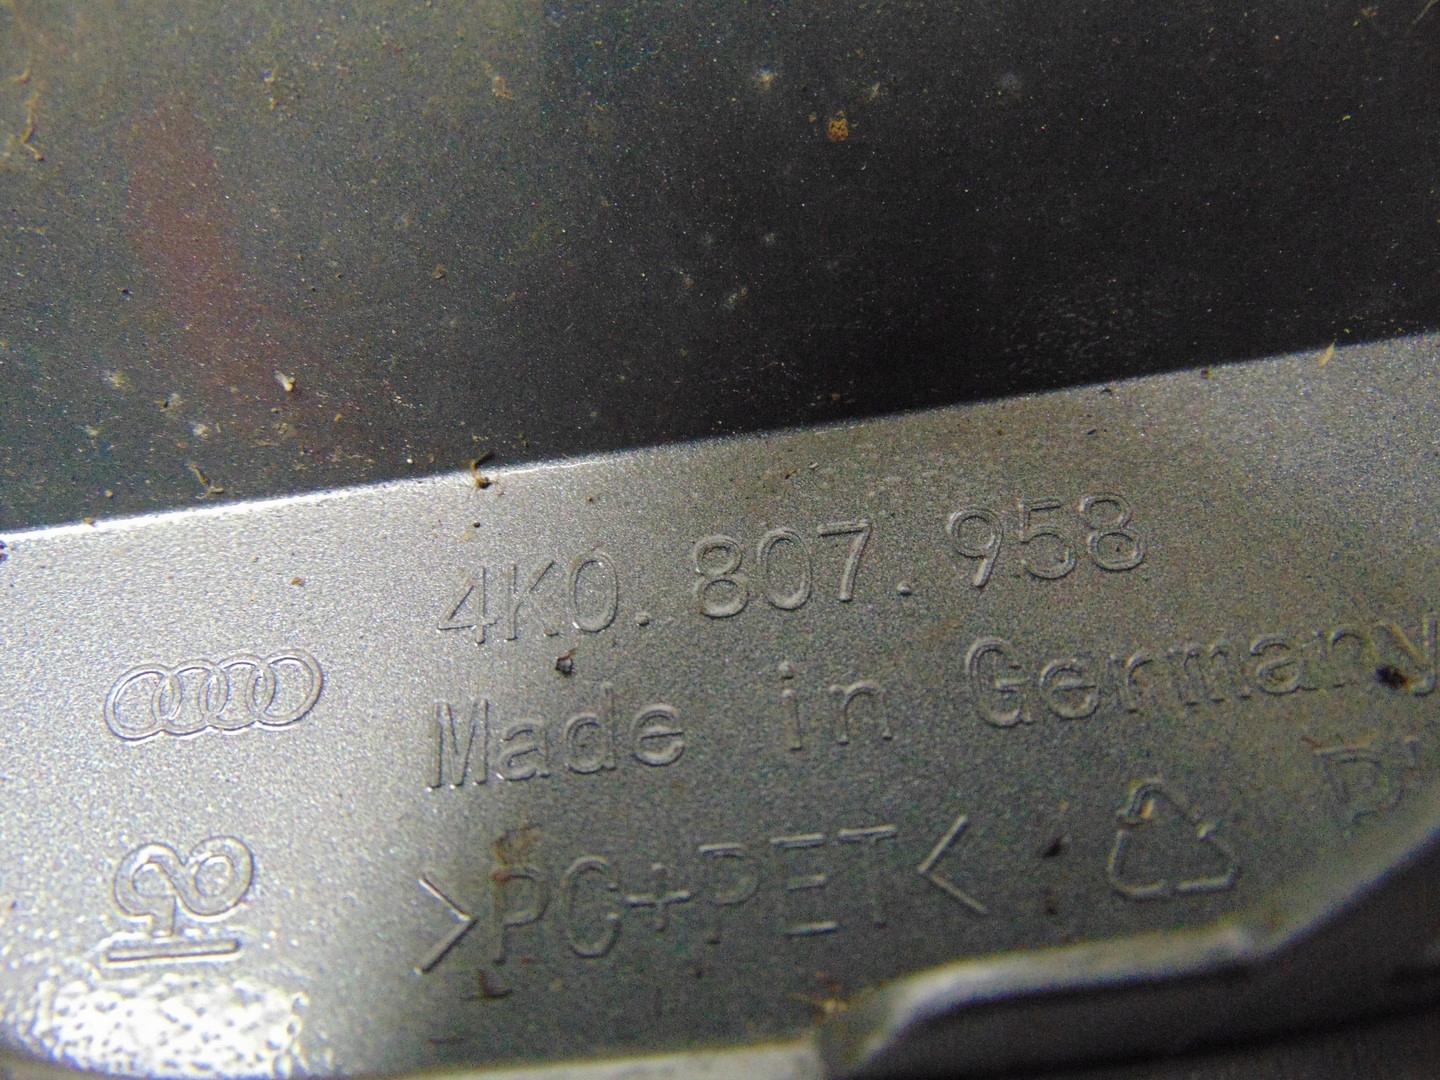 4K0.807.958
Made in Germany
>PC+PET<